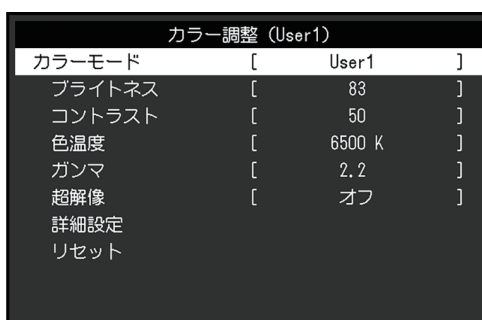 カラー調整 (User1)
カラーモード [ User1 ]
ブライトネス [ 83 ]
コントラスト [ 50 ]
色温度 [ 6500 K ]
ガンマ [ 2.2 ]
超解像 [ オフ ]
詳細設定
リセット